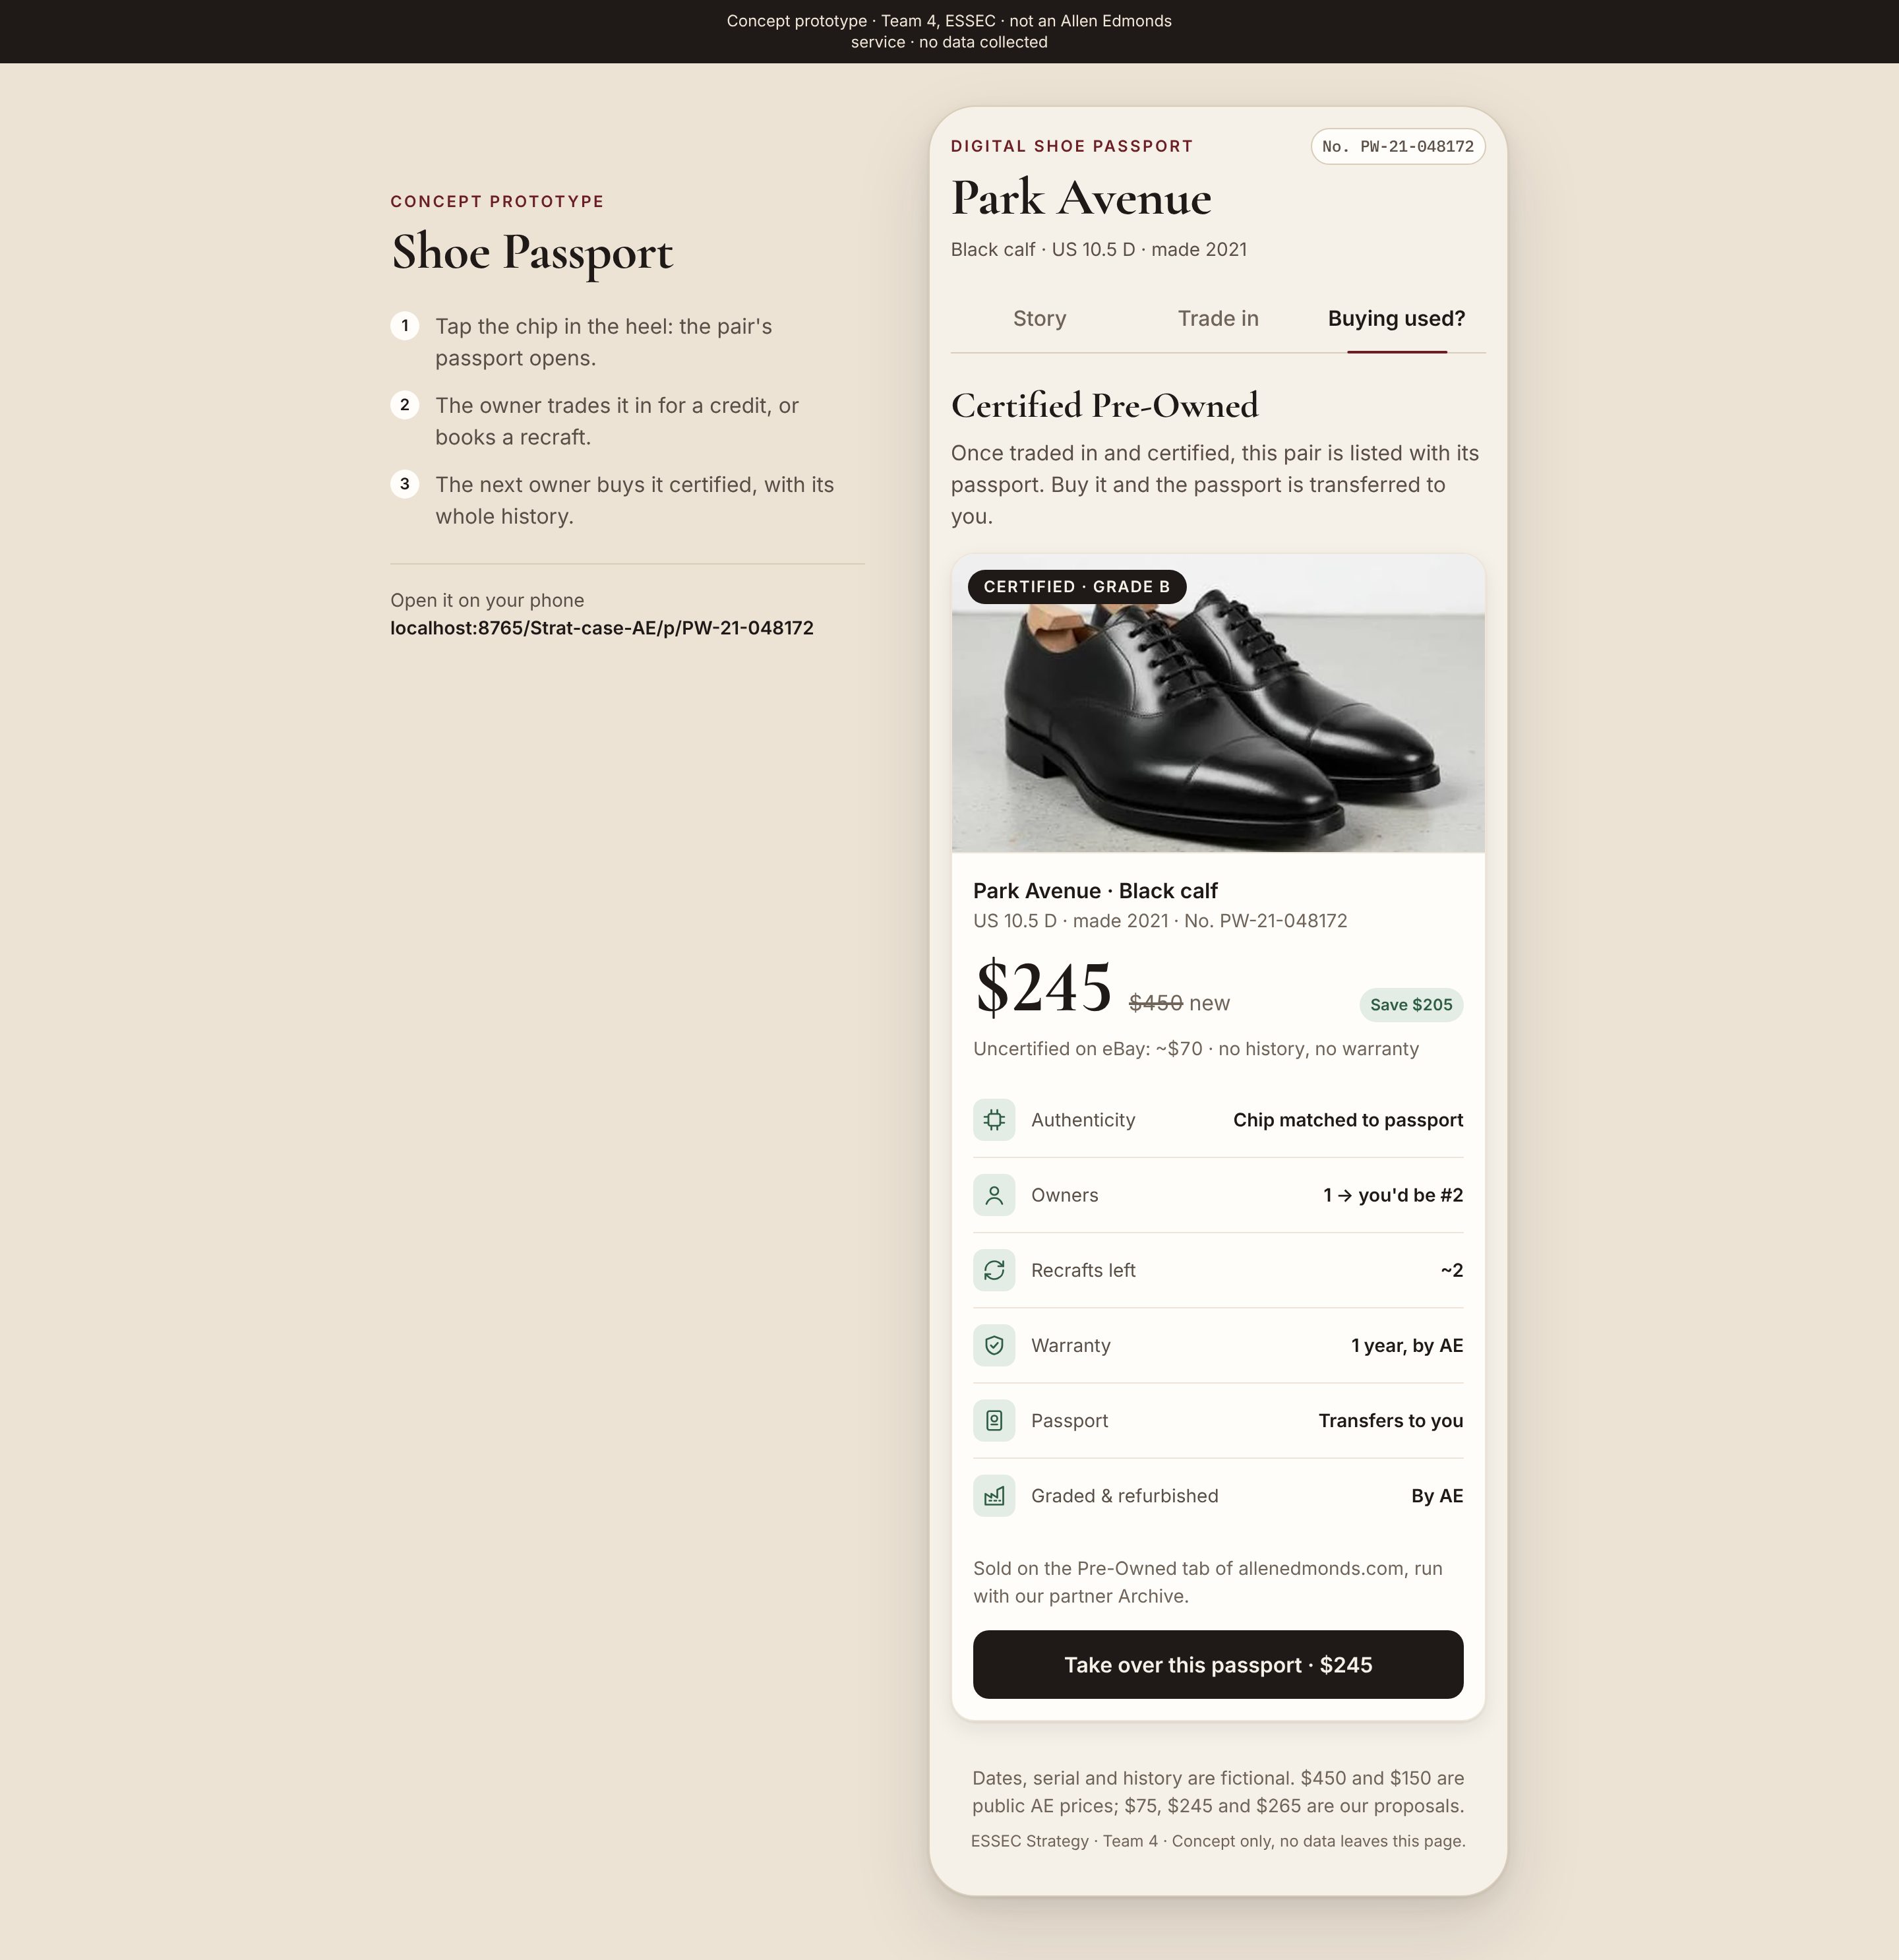 Concept prototype · Team 4, ESSEC · not an Allen Edmonds
service · no data collected
CONCEPT PROTOTYPE
Shoe Passport
1 Tap the chip in the heel: the pair's
passport opens.
2 The owner trades it in for a credit, or
books a recraft.
3 The next owner buys it certified, with its
whole history.
Open it on your phone
localhost:8765/Strat-case-AE/p/PW-21-048172
DIGITAL SHOE PASSPORT
No. PW-21-048172
Park Avenue
Black calf · US 10.5 D · made 2021
Story Trade in Buying used?
Certified Pre-Owned
Once traded in and certified, this pair is listed with its
passport. Buy it and the passport is transferred to
you.
CERTIFIED · GRADE B
Park Avenue · Black calf
US 10.5 D · made 2021 · No. PW-21-048172
$245 $450 new Save $205
Uncertified on eBay: ~$70 · no history, no warranty
Authenticity Chip matched to passport
Owners 1 → you'd be #2
Recrafts left ~2
Warranty 1 year, by AE
Passport Transfers to you
Graded & refurbished By AE
Sold on the Pre-Owned tab of allenedmonds.com, run
with our partner Archive.
Take over this passport · $245
Dates, serial and history are fictional. $450 and $150 are
public AE prices; $75, $245 and $265 are our proposals.
ESSEC Strategy · Team 4 · Concept only, no data leaves this page.